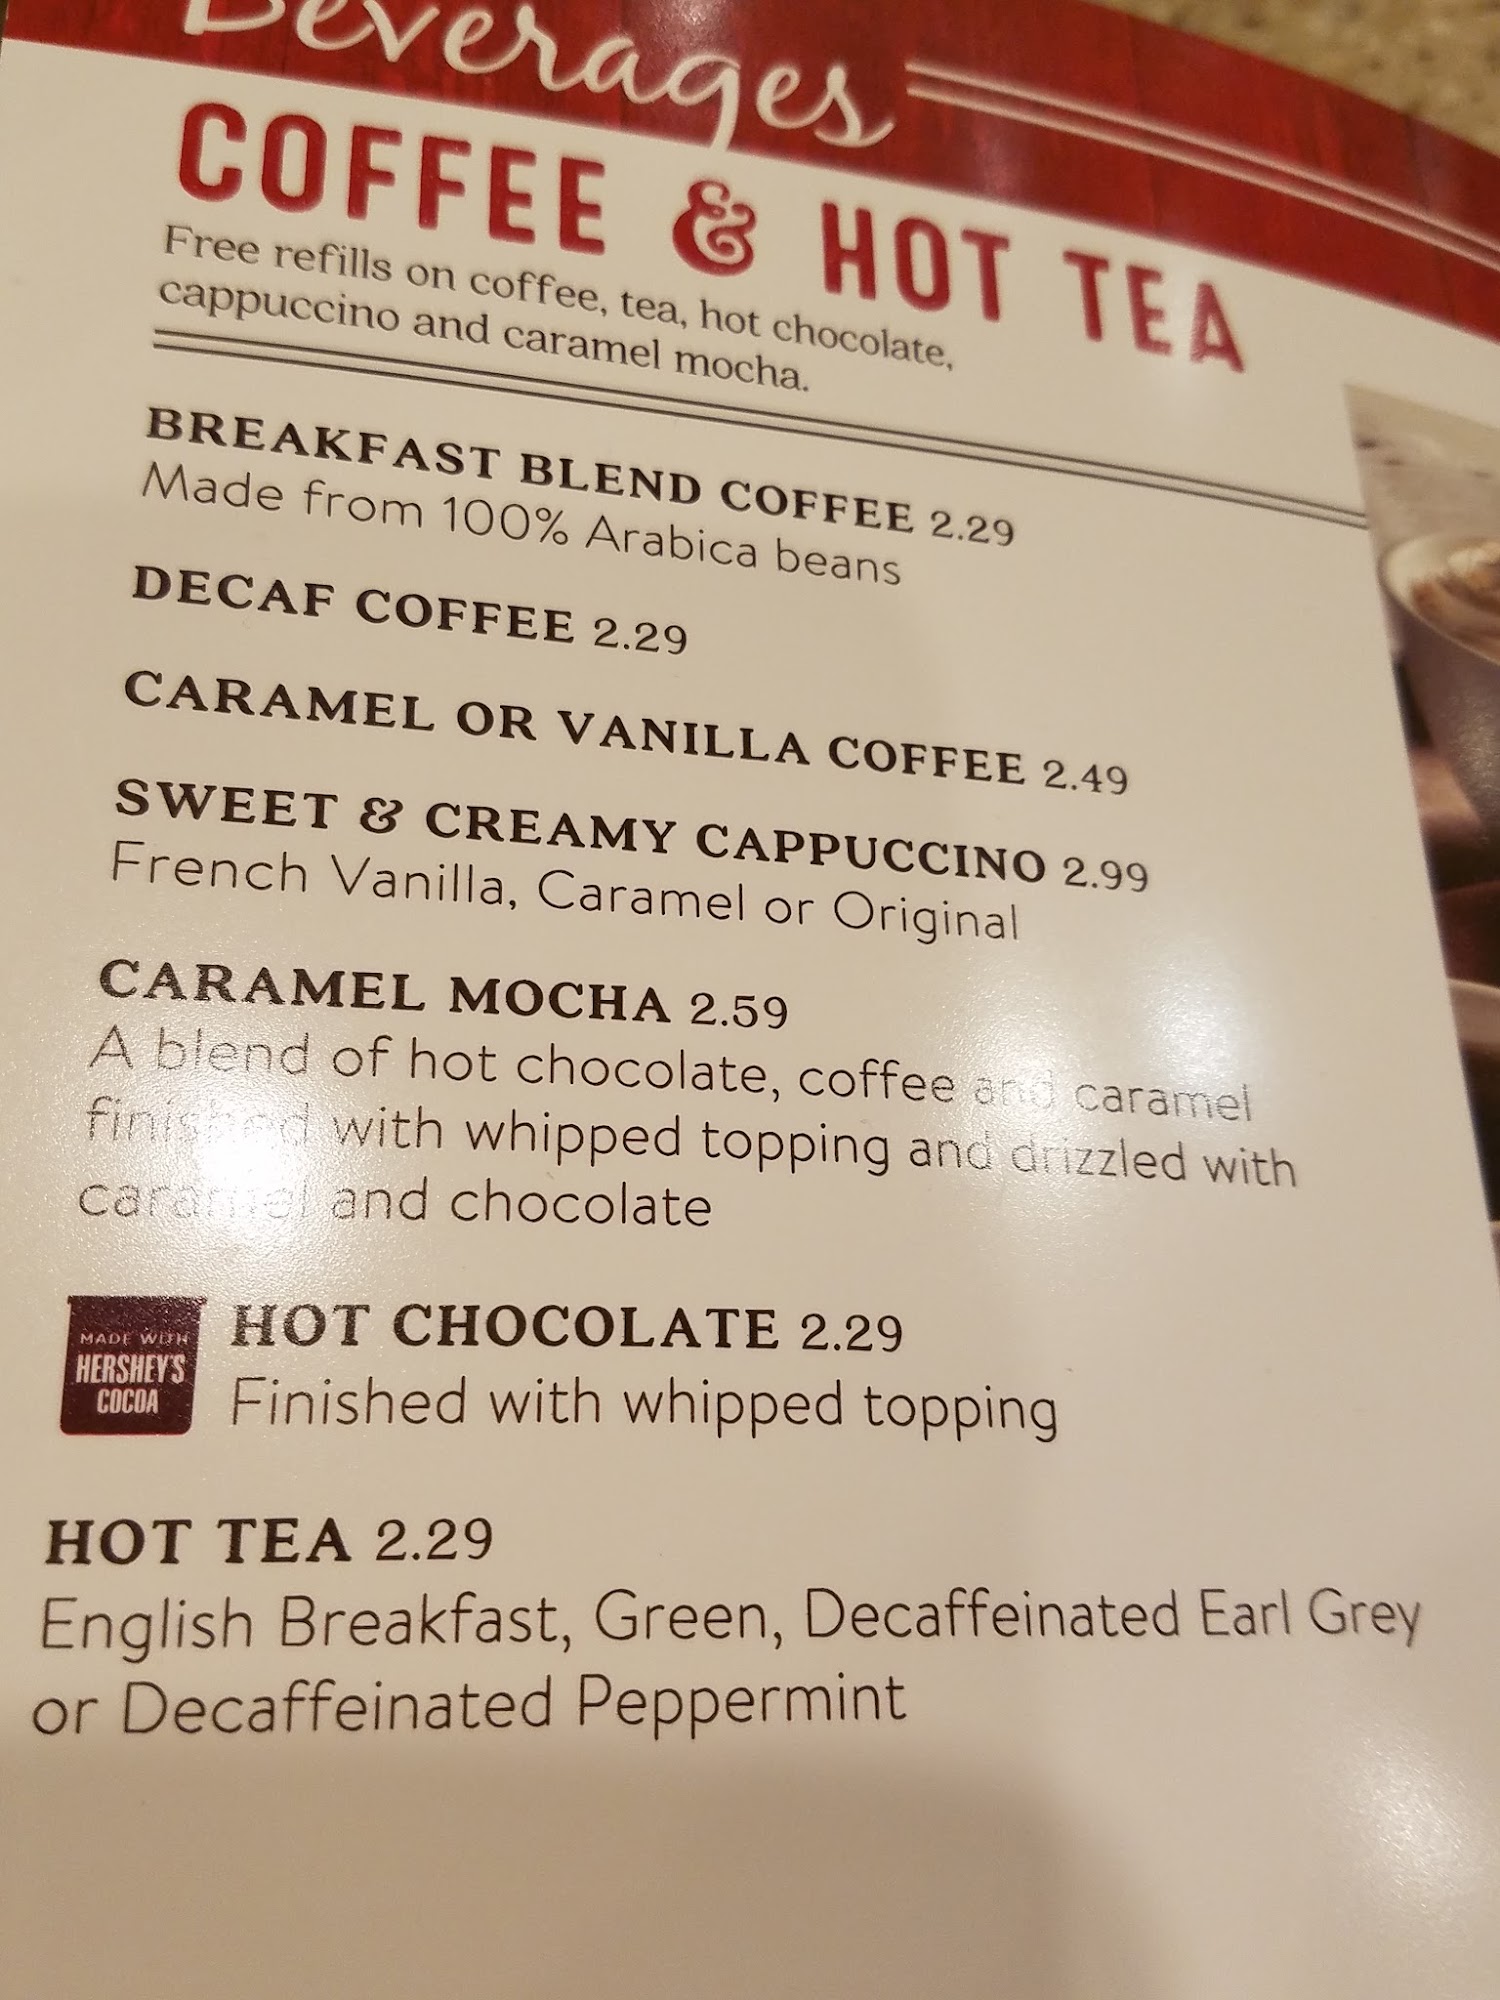 Beverages
COFFEE & HOT TEA
Free refills on coffee, tea, hot chocolate,
cappuccino and caramel mocha.
BREAKFAST BLEND COFFEE 2.29
Made from 100% Arabica beans
DECAF COFFEE 2.29
CARAMEL OR VANILLA COFFEE 2.49
SWEET & CREAMY CAPPUCCINO 2.99
French Vanilla, Caramel or Original
CARAMEL MOCHA 2.59
A blend of hot chocolate, coffee and caramel
finished with whipped topping and drizzled with
caramel and chocolate
MADE WITH
HERSHEY'S
COCOA
HOT CHOCOLATE 2.29
Finished with whipped topping
HOT TEA 2.29
English Breakfast, Green, Decaffeinated Earl Grey
or Decaffeinated Peppermint